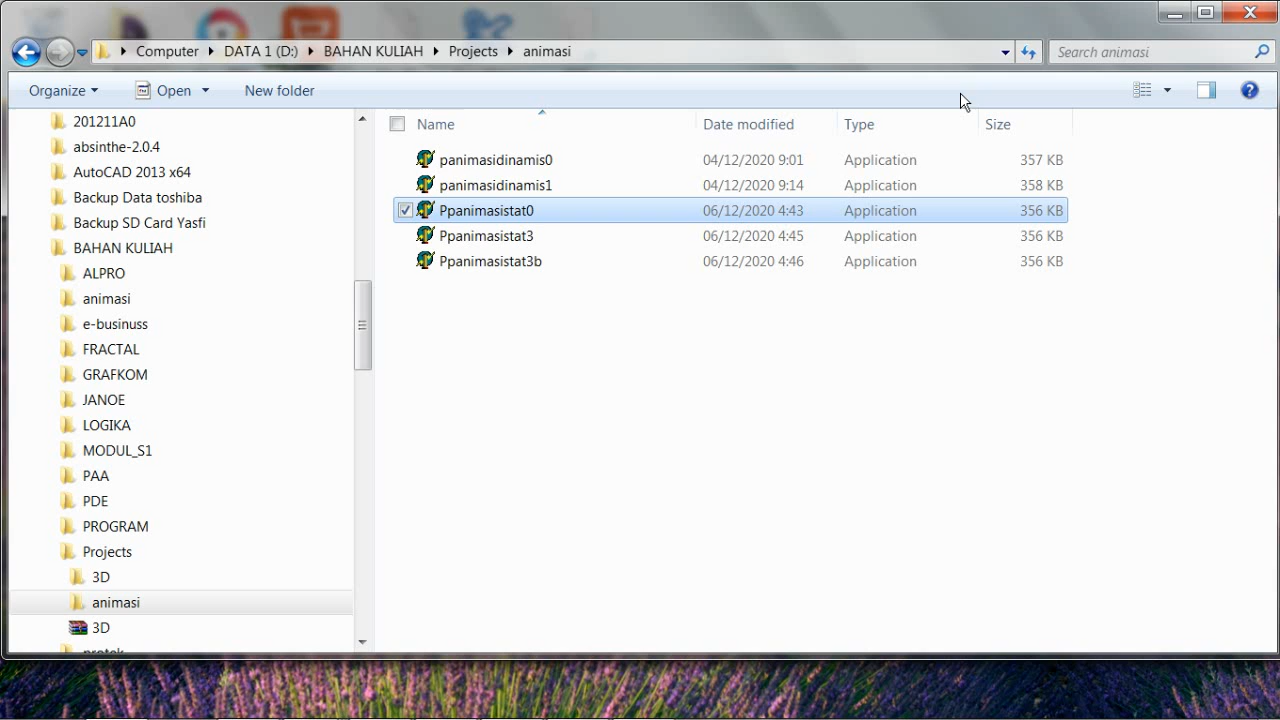 Computer DATA 1 (D:) BAHAN KULIAH Projects animasi
Search animasi
Organize Open New folder
201211A0
absinthe-2.0.4
AutoCAD 2013 x64
Backup Data toshiba
Backup SD Card Yasfi
BAHAN KULIAH
ALPRO
animasi
e-businuss
FRACTAL
GRAFKOM
JANOE
LOGIKA
MODUL_S1
PAA
PDE
PROGRAM
Projects
3D
animasi
3D
Name Date modified Type Size
panimasidinamis0 04/12/2020 9:01 Application 357 KB
panimasidinamis1 04/12/2020 9:14 Application 358 KB
Ppanimasistat0 06/12/2020 4:43 Application 356 KB
Ppanimasistat3 06/12/2020 4:45 Application 356 KB
Ppanimasistat3b 06/12/2020 4:46 Application 356 KB